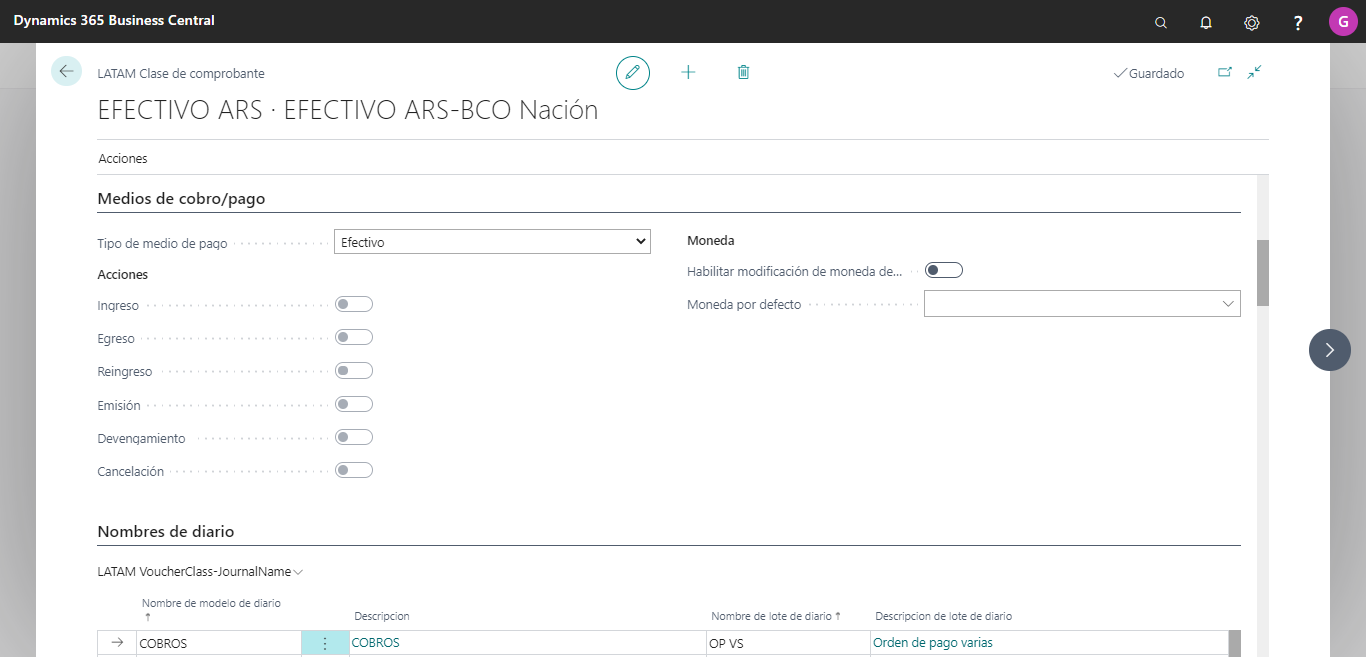 Dynamics 365 Business Central
?
G
LATAM Clase de comprobante
Guardado
EFECTIVO ARS · EFECTIVO ARS-BCO Nación
Acciones
Medios de cobro/pago
Tipo de medio de pago
Efectivo
Acciones
Ingreso
Egreso
Reingreso
Emisión
Devengamiento
Cancelación
Moneda
Habilitar modificación de moneda de...
Moneda por defecto
Nombres de diario
LATAM VoucherClass-JournalName
Nombre de modelo de diario ↑
Descripcion
Nombre de lote de diario ↑
Descripcion de lote de diario
→ COBROS ⋮ COBROS OP VS Orden de pago varias